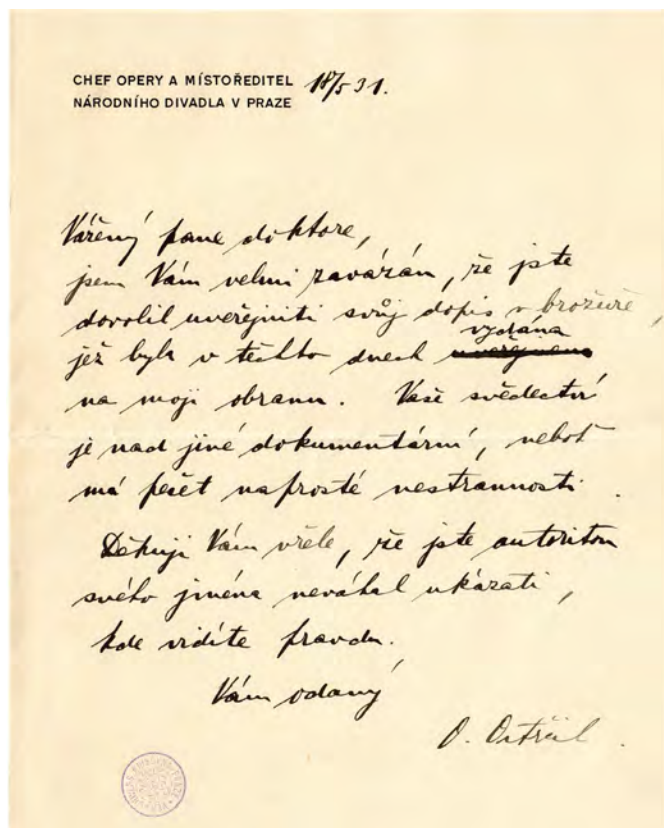 CHEF OPERY A MÍSTOŘEDITEL 18/5 31.
NÁRODNÍHO DIVADLA V PRAZE
Vážený pane doktore,
jsem Vám velmi zavázán, že jste
dovolil uveřejniti svůj dopis v brožuře,
vydána
jež byla v těchto dnech uveřejněna
na moji obranu. Vaše svědectví
je nad jiné dokumentární, neboť
má pečeť naprosté nestrannosti.
Děkuji Vám vřele, že jste autoritou
svého jména neváhal ukázati,
kde vidíte pravdu.
Vám odaný
O. Ostrčil.